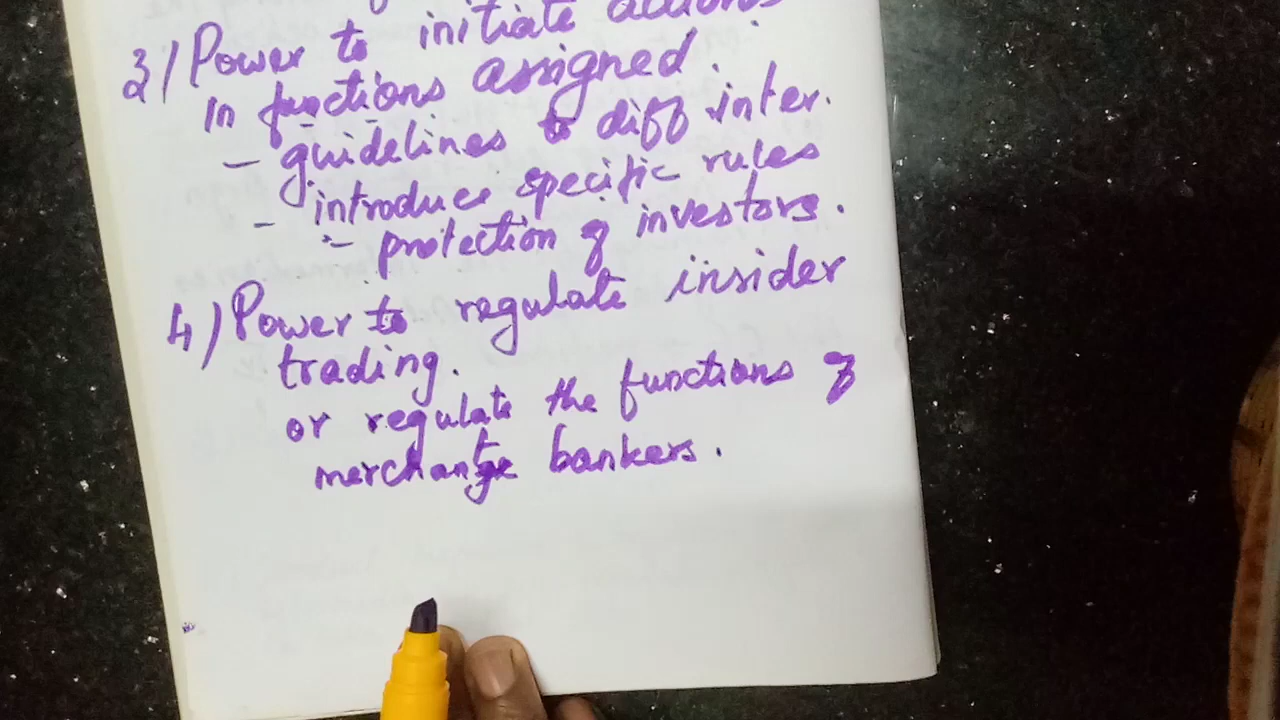 3) Power to initiate actions
In functions assigned.
- guidelines to diff inter.
- introduce specific rules
- protection of investors.
4) Power to regulate insider
trading.
or regulate the functions of
merchant bankers.